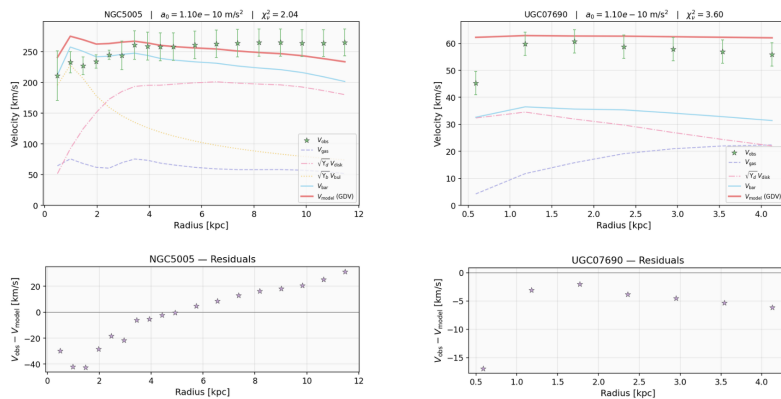 NGC5005 | a₀ = 1.10e − 10 m/s² | χ²ᵥ = 2.04
Velocity [km/s]
250
200
150
100
50
0
0 2 4 6 8 10 12
Radius [kpc]
V_obs
V_gas
√Υ_d V_disk
√Υ_b V_bul
V_bar
V_model (GDV)
UGC07690 | a₀ = 1.10e − 10 m/s² | χ²ᵥ = 3.60
Velocity [km/s]
60
50
40
30
20
10
0
0.5 1.0 1.5 2.0 2.5 3.0 3.5 4.0
Radius [kpc]
V_obs
V_gas
√Υ_d V_disk
V_bar
V_model (GDV)
NGC5005 — Residuals
V_obs − V_model [km/s]
20
0
−20
−40
0 2 4 6 8 10 12
Radius [kpc]
UGC07690 — Residuals
V_obs − V_model [km/s]
0
−5
−10
−15
0.5 1.0 1.5 2.0 2.5 3.0 3.5 4.0
Radius [kpc]